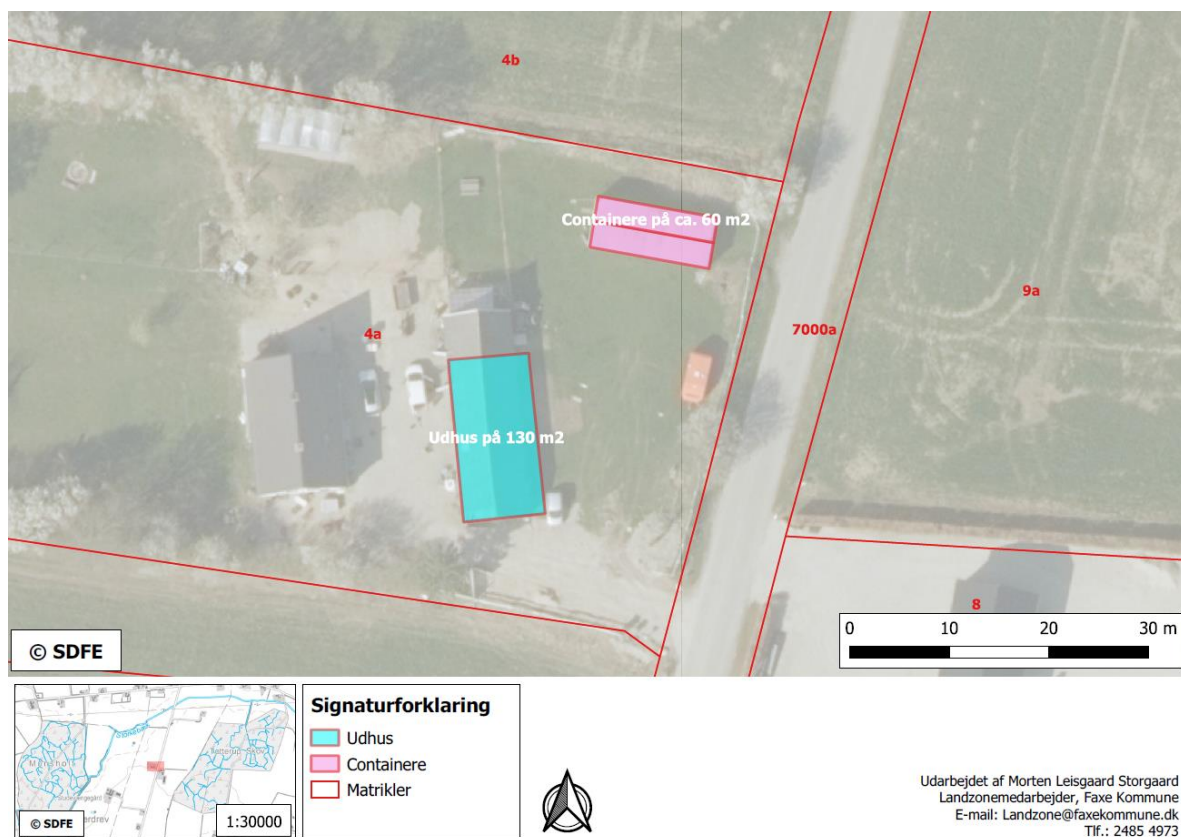 4b
Containere på ca. 60 m2
9a
7000a
4a
Udhus på 130 m2
8
0 10 20 30 m
© SDFE
Signaturforklaring
Udhus
Containere
Matrikler
© SDFE
1:30000
Udarbejdet af Morten Leisgaard Storgaard
Landzonemedarbejder, Faxe Kommune
E-mail: Landzone@faxekommune.dk
Tlf.: 2485 4973